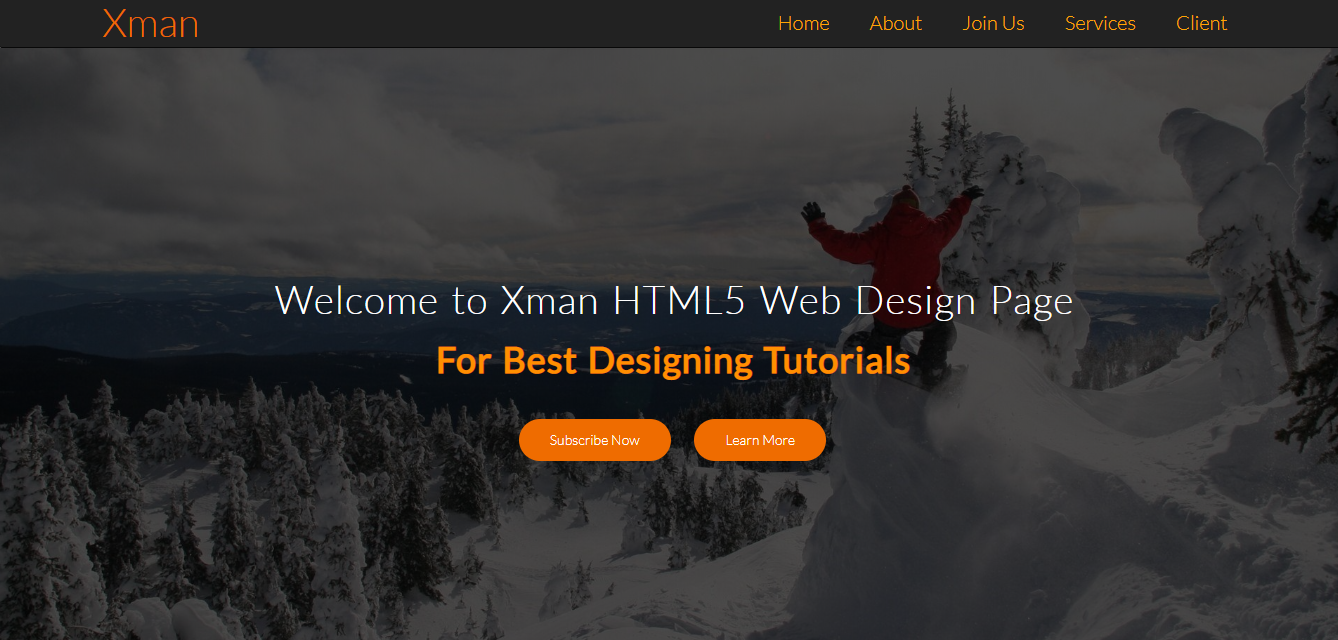 Xman
Home About Join Us Services Client
Welcome to Xman HTML5 Web Design Page
For Best Designing Tutorials
Subscribe Now Learn More